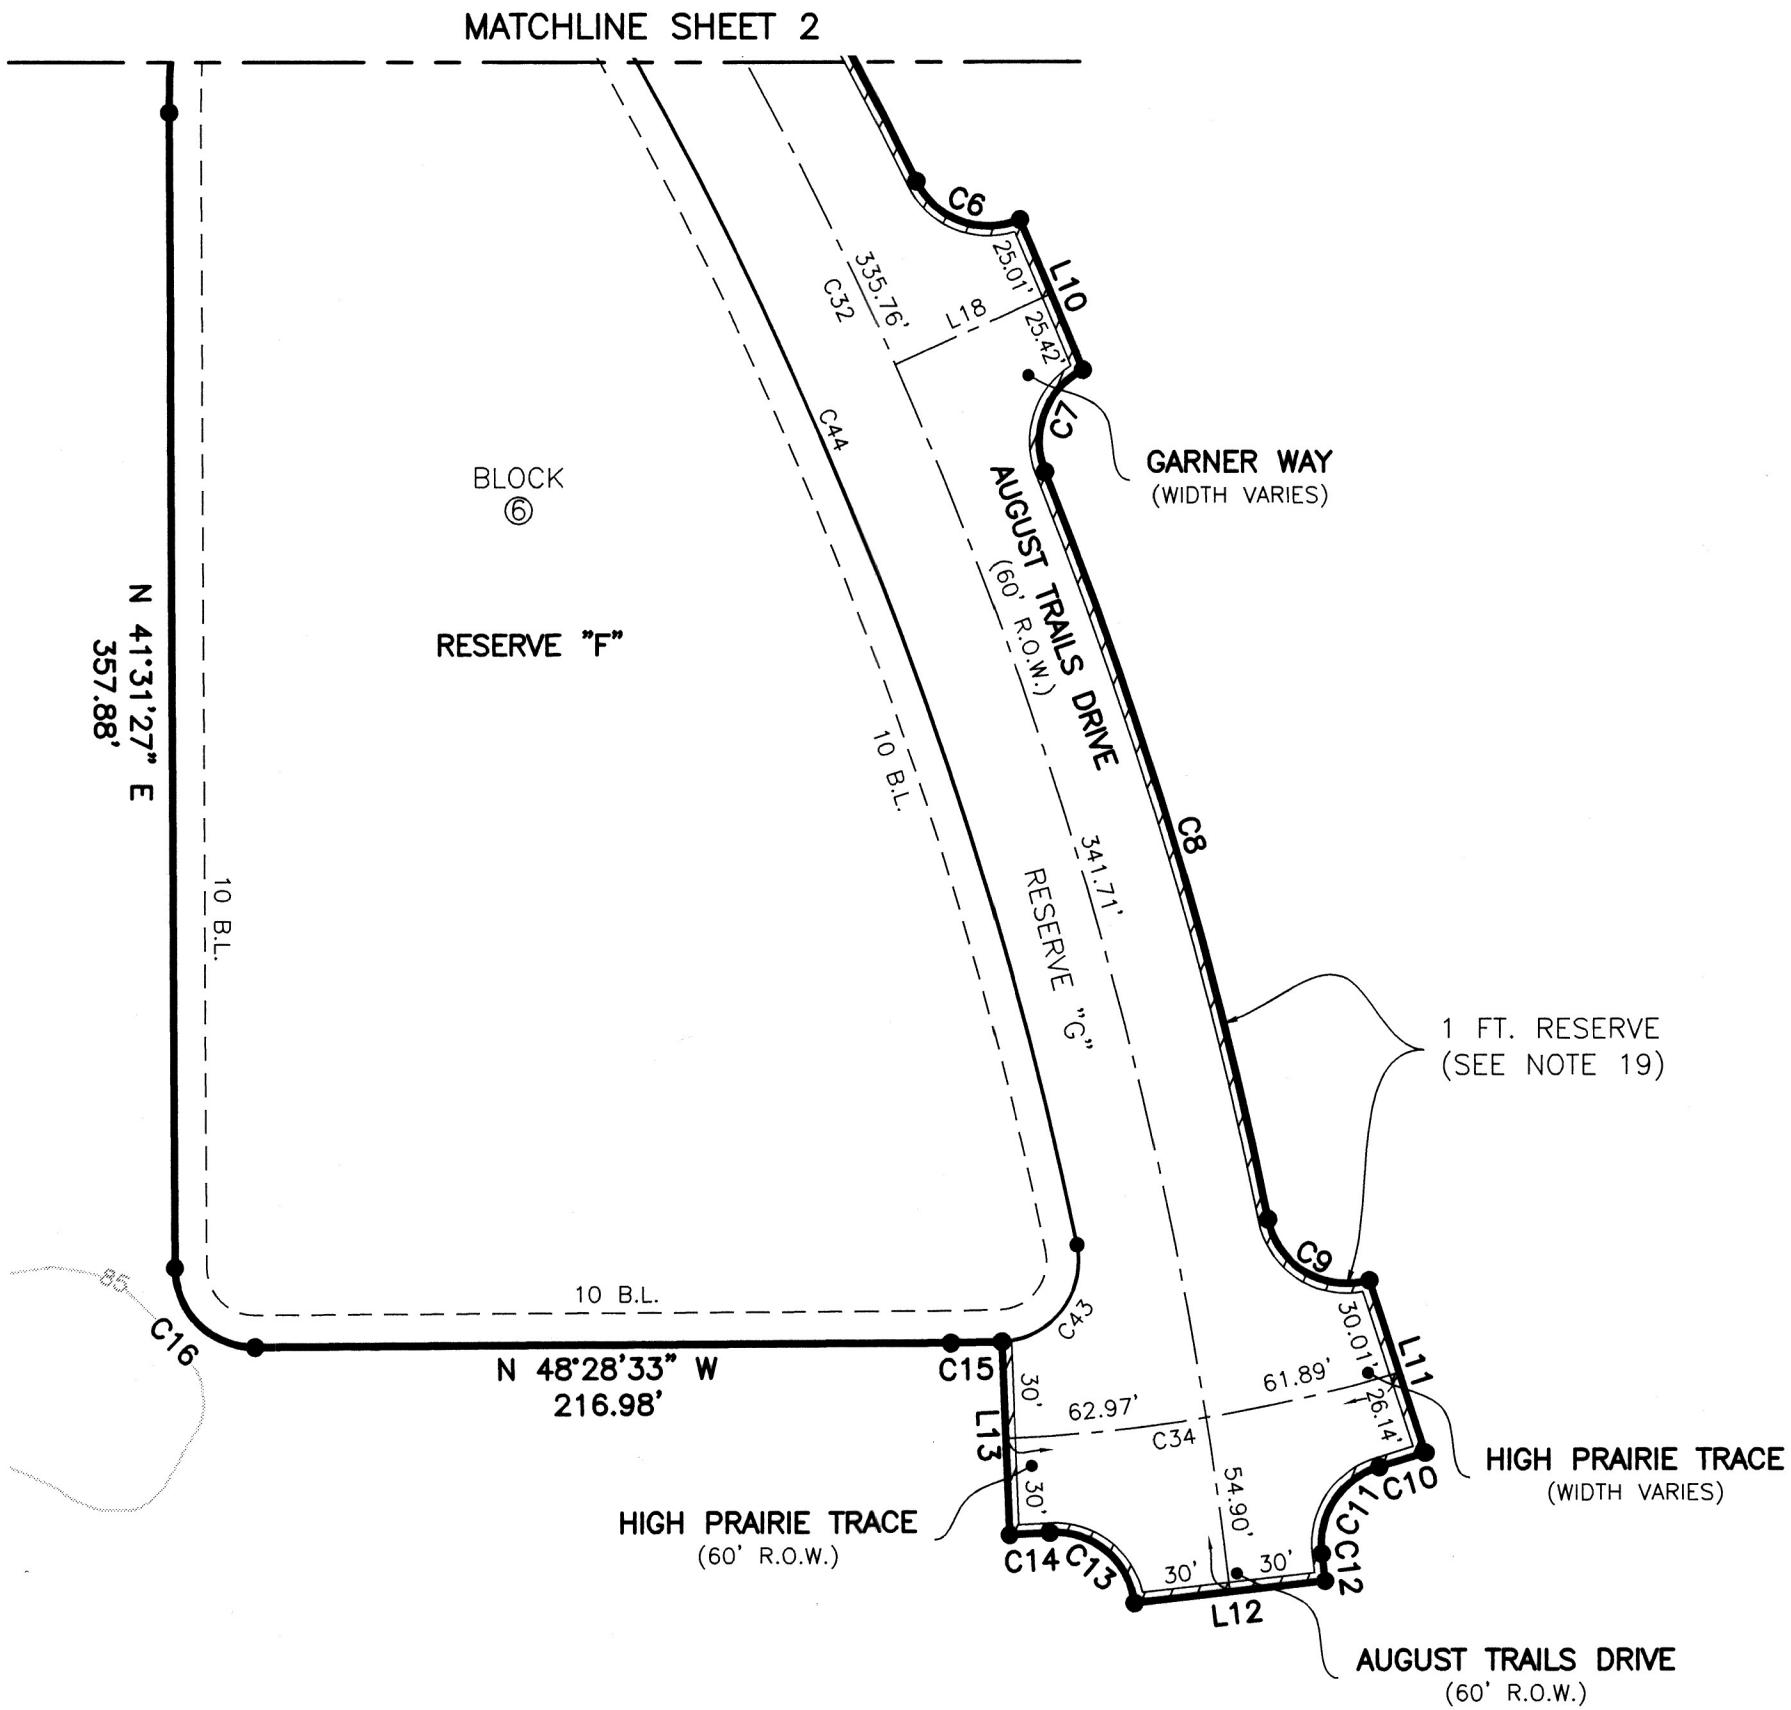 MATCHLINE SHEET 2
C6
25.01'
L10
335.76'
C32
L18
25.42'
C7
C44
GARNER WAY
(WIDTH VARIES)
BLOCK
6
AUGUST TRAILS DRIVE
(60' R.O.W.)
N 41°31'27" E
357.88'
RESERVE "F"
10 B.L.
C8
341.71'
RESERVE "G"
10 B.L.
1 FT. RESERVE
(SEE NOTE 19)
C9
85
10 B.L.
C43
C16
30.01'
L11
N 48°28'33" W
216.98'
C15
30'
61.89'
62.97'
26.14'
L13
C34
HIGH PRAIRIE TRACE
(WIDTH VARIES)
C10
54.90'
30'
C11
HIGH PRAIRIE TRACE
(60' R.O.W.)
C14
C13
30'
30'
C12
L12
AUGUST TRAILS DRIVE
(60' R.O.W.)